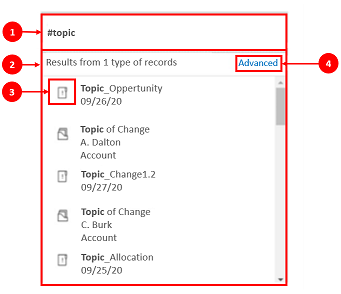 1
#topic
2
Results from 1 type of records
Advanced
4
3
Topic_Oppertunity
09/26/20
Topic of Change
A. Dalton
Account
Topic_Change1.2
09/27/20
Topic of Change
C. Burk
Account
Topic_Allocation
09/25/20